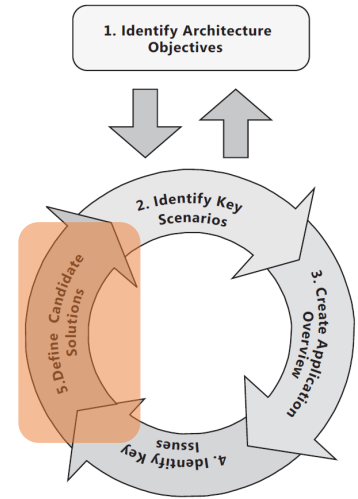 1. Identify Architecture
Objectives
2. Identify Key
Scenarios
3. Create Application
Overview
4. Identify Key
Issues
5.Define Candidate
Solutions